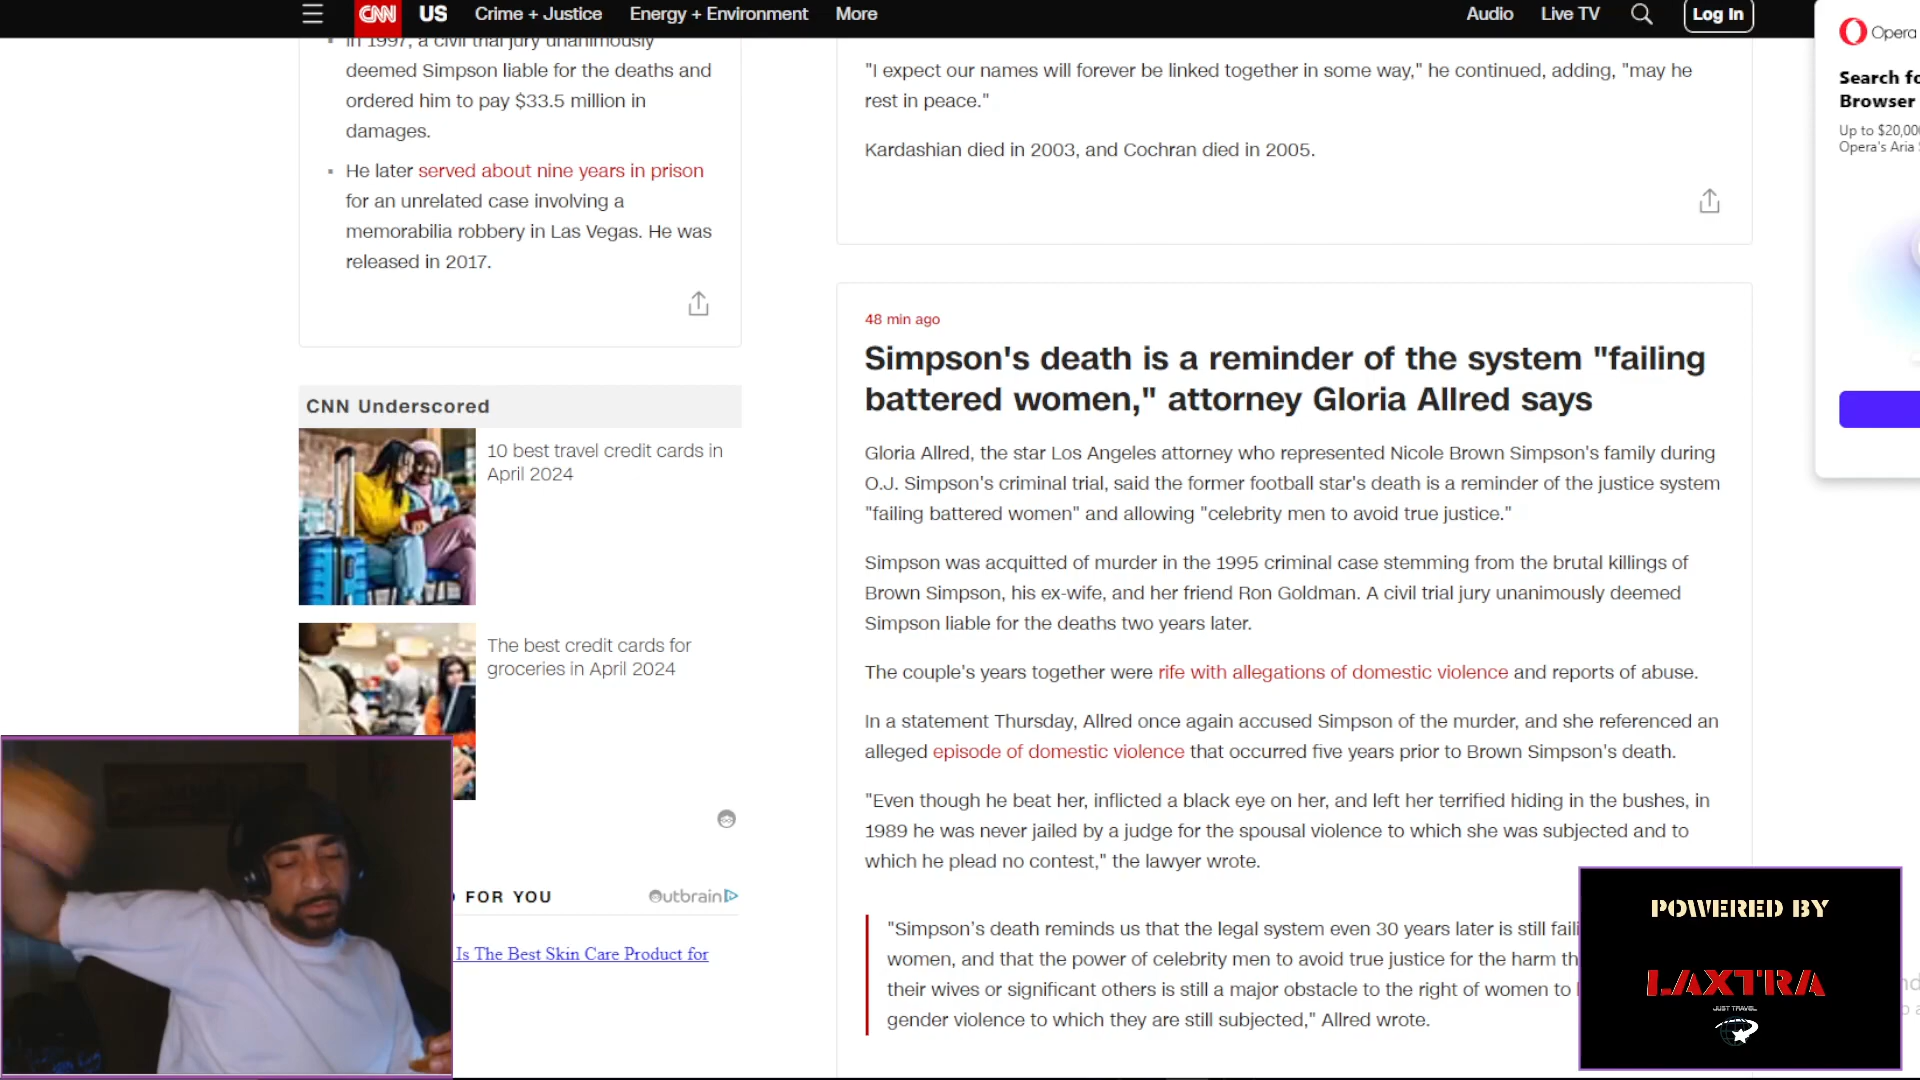 CNN US Crime + Justice Energy + Environment More Audio Live TV Log In
In 1997, a civil trial jury unanimously
deemed Simpson liable for the deaths and
ordered him to pay $33.5 million in
damages.
He later served about nine years in prison
for an unrelated case involving a
memorabilia robbery in Las Vegas. He was
released in 2017.
CNN Underscored
10 best travel credit cards in
April 2024
The best credit cards for
groceries in April 2024
FOR YOU
Outbrain
Is The Best Skin Care Product for
"I expect our names will forever be linked together in some way," he continued, adding, "may he
rest in peace."
Kardashian died in 2003, and Cochran died in 2005.
48 min ago
Simpson's death is a reminder of the system "failing
battered women," attorney Gloria Allred says
Gloria Allred, the star Los Angeles attorney who represented Nicole Brown Simpson's family during
O.J. Simpson's criminal trial, said the former football star's death is a reminder of the justice system
"failing battered women" and allowing "celebrity men to avoid true justice."
Simpson was acquitted of murder in the 1995 criminal case stemming from the brutal killings of
Brown Simpson, his ex-wife, and her friend Ron Goldman. A civil trial jury unanimously deemed
Simpson liable for the deaths two years later.
The couple's years together were rife with allegations of domestic violence and reports of abuse.
In a statement Thursday, Allred once again accused Simpson of the murder, and she referenced an
alleged episode of domestic violence that occurred five years prior to Brown Simpson's death.
"Even though he beat her, inflicted a black eye on her, and left her terrified hiding in the bushes, in
1989 he was never jailed by a judge for the spousal violence to which she was subjected and to
which he plead no contest," the lawyer wrote.
"Simpson's death reminds us that the legal system even 30 years later is still
women, and that the power of celebrity men to avoid true justice for the harm
their wives or significant others is still a major obstacle to the right of women to
gender violence to which they are still subjected," Allred wrote.
Opera
Search
Browser
Up to $20,00
Opera's Aria
POWERED BY
LAXTRA
JUST TRAVEL